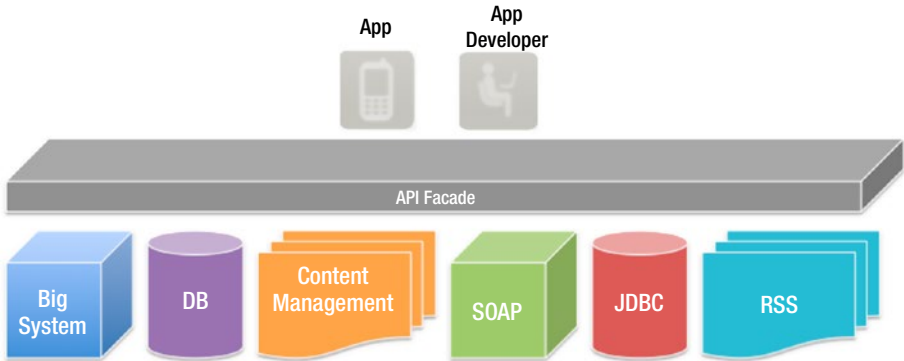 App
App
Developer
API Facade
Big
System
DB
Content
Management
SOAP
JDBC
RSS